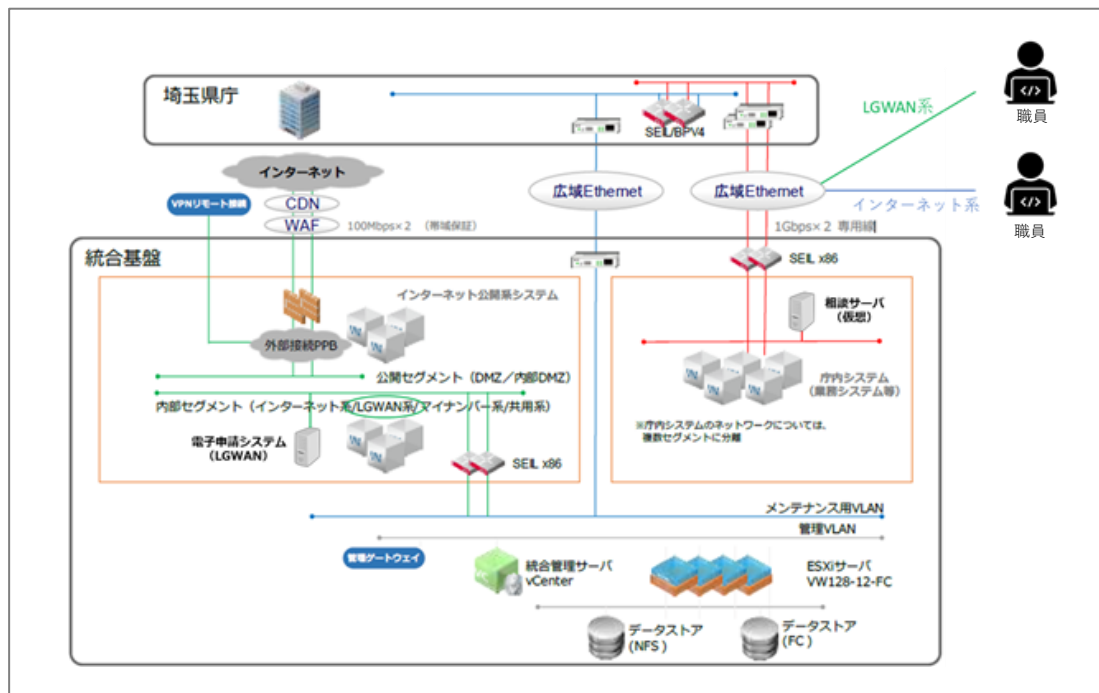 埼玉県庁
SEIL/BPV4
LGWAN系
職員
インターネット
VPNリモート接続
CDN
WAF
100Mbps×2 （帯域保証）
広域Ethernet
広域Ethernet
インターネット系
職員
1Gbps×2 専用線
統合基盤
SEIL x86
インターネット公開系システム
相談サーバ
（仮想）
外部接続PPB
公開セグメント（DMZ／内部DMZ）
庁内システム
（業務システム等）
内部セグメント（インターネット系/LGWAN系/マイナンバー系/共用系）
※庁内システムのネットワークについては、
複数セグメントに分離
電子申請システム
（LGWAN）
SEIL x86
メンテナンス用VLAN
管理VLAN
管理ゲートウェイ
統合管理サーバ
vCenter
ESXiサーバ
VW128-12-FC
データストア
(NFS)
データストア
(FC)